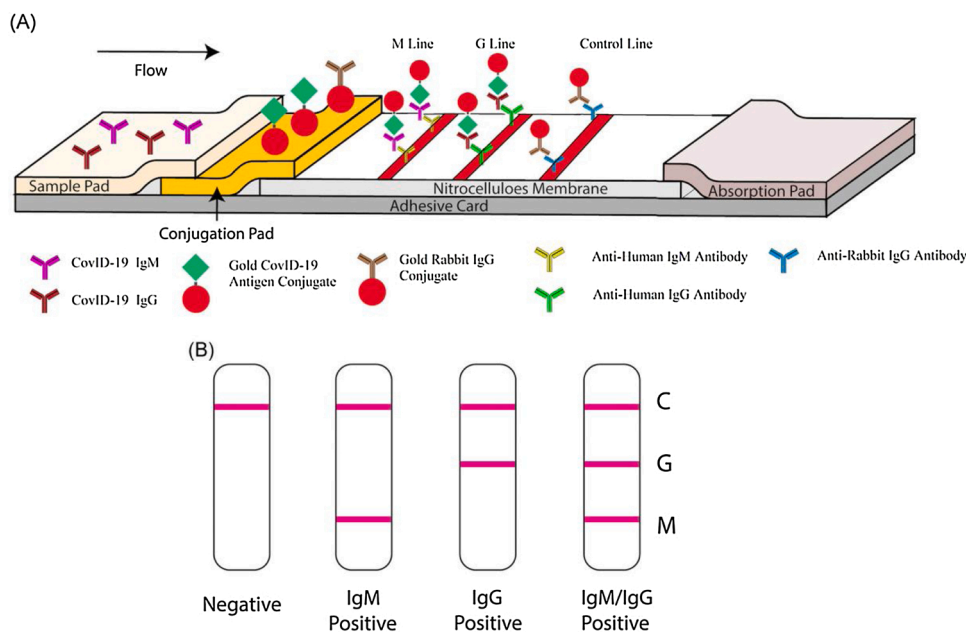 (A)
Flow
M Line
G Line
Control Line
Sample Pad
Nitrocelluloes Membrane
Absorption Pad
Adhesive Card
Conjugation Pad
CovID-19 IgM
CovID-19 IgG
Gold CovID-19
Antigen Conjugate
Gold Rabbit IgG
Conjugate
Anti-Human IgM Antibody
Anti-Human IgG Antibody
Anti-Rabbit IgG Antibody
(B)
C
G
M
Negative
IgM
Positive
IgG
Positive
IgM/IgG
Positive